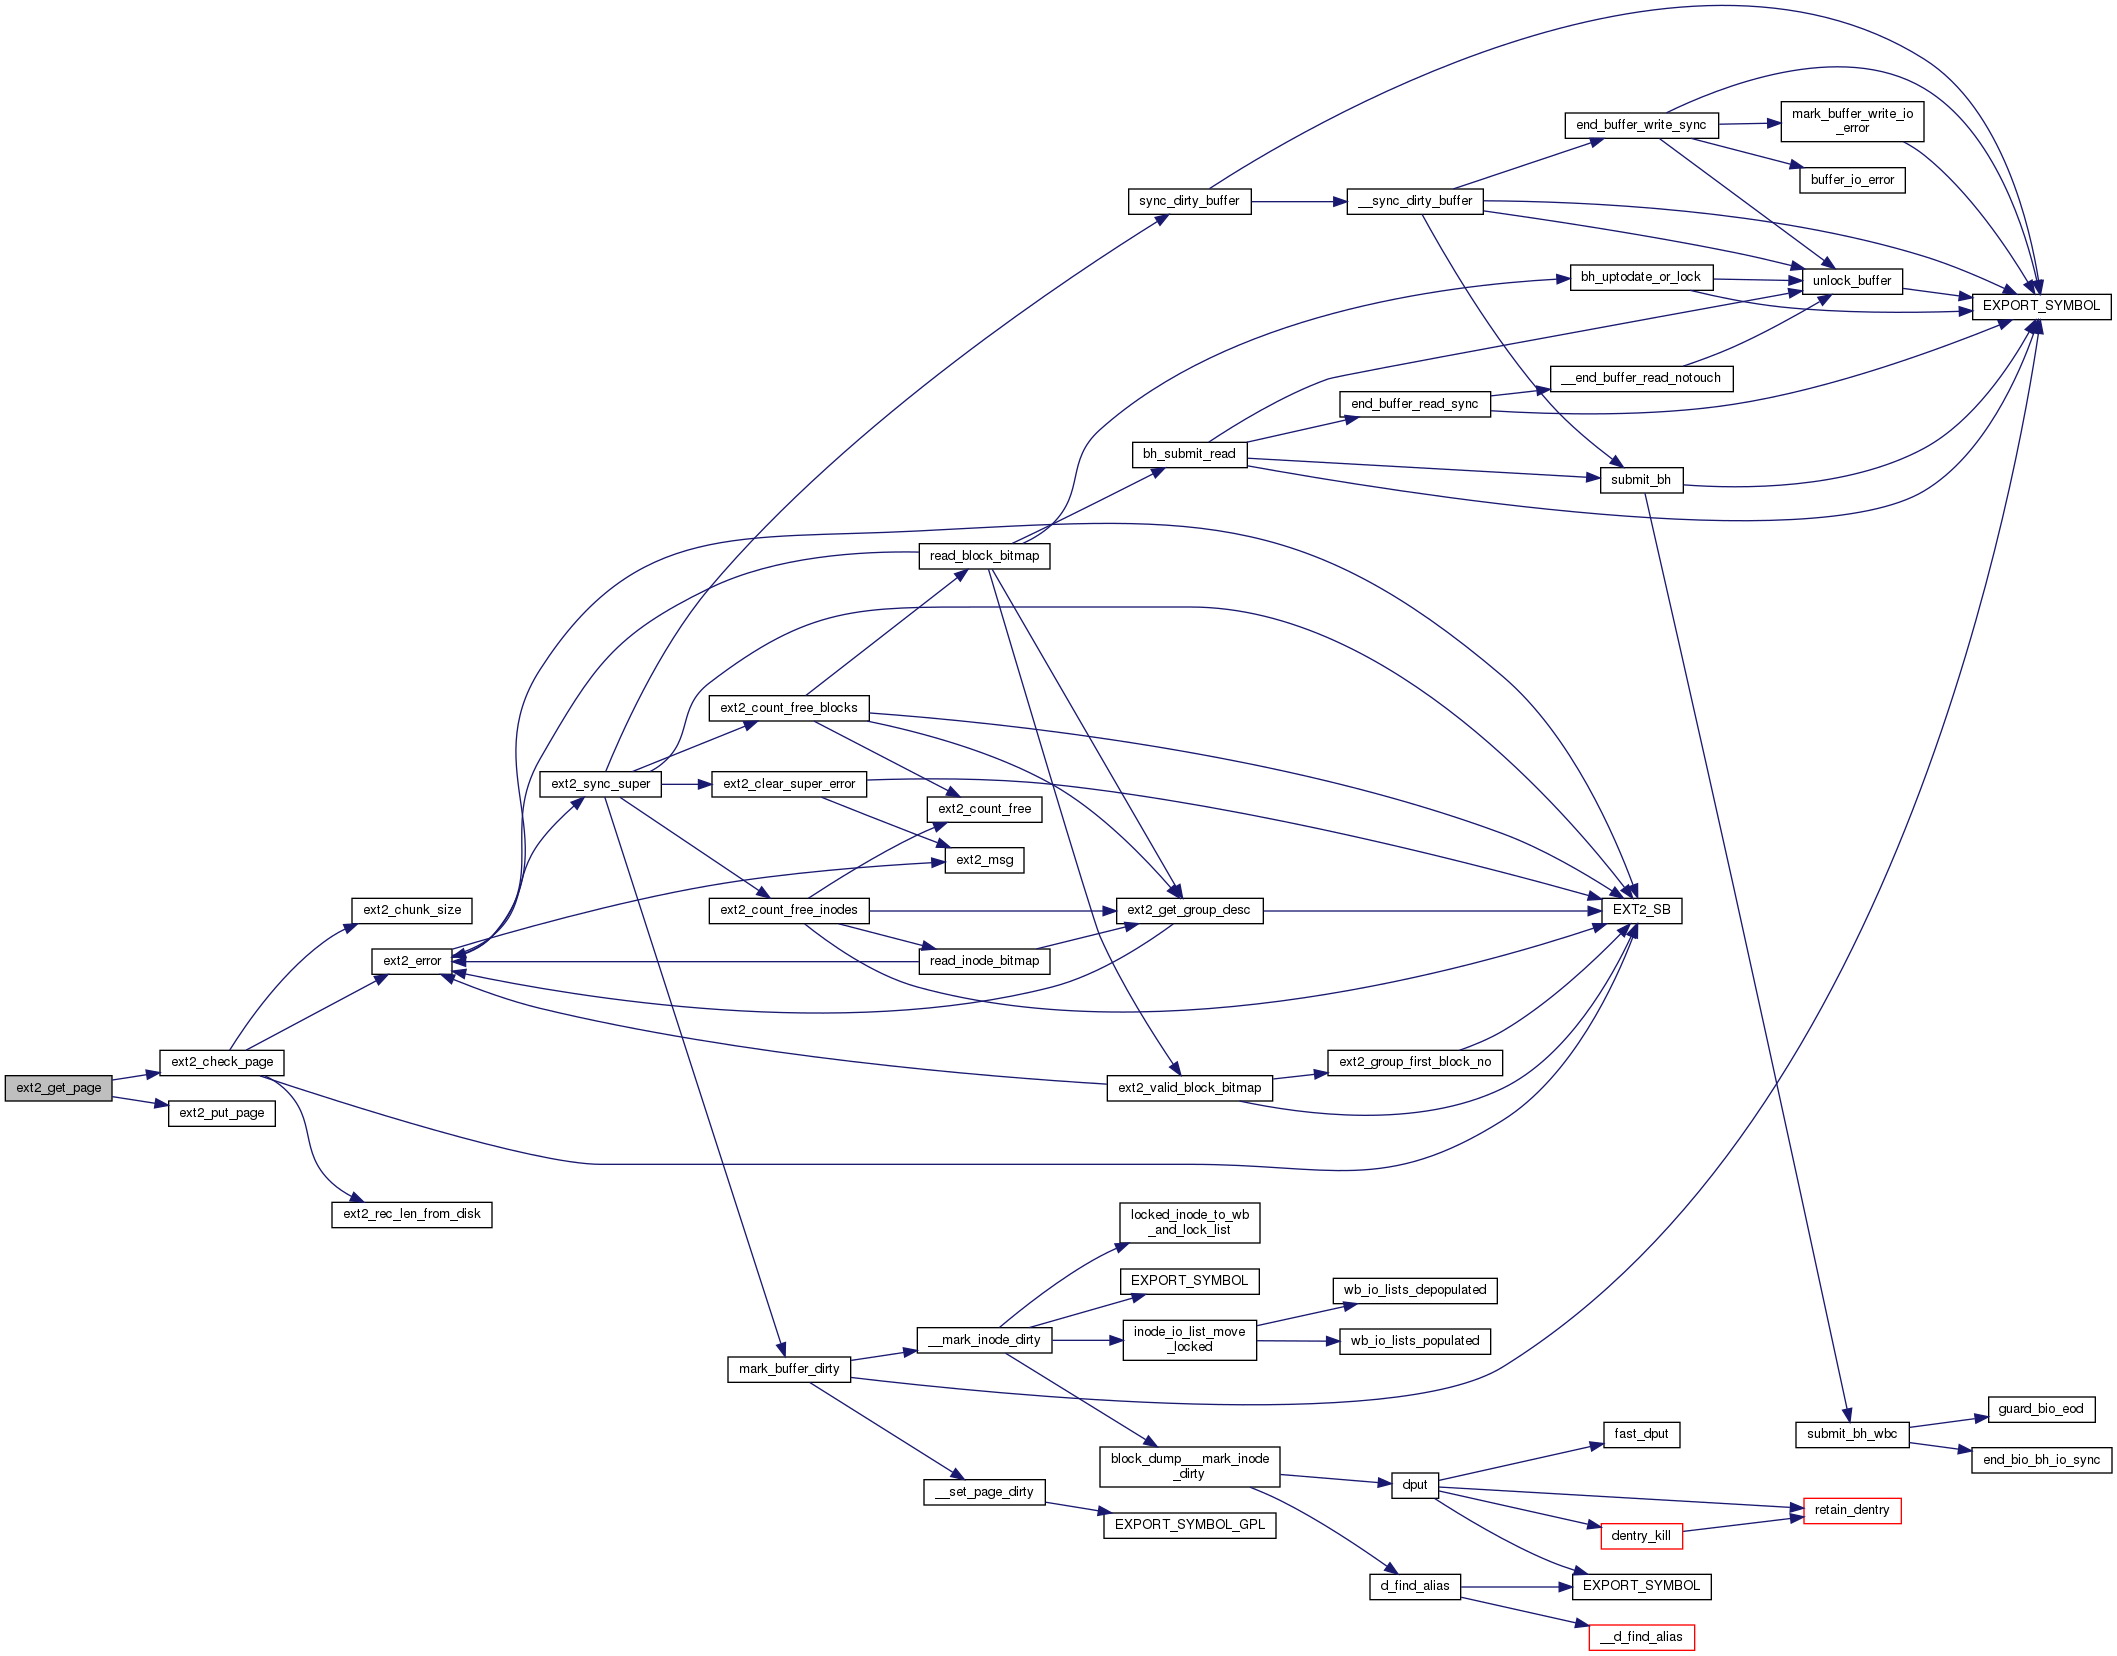 end_buffer_write_sync
mark_buffer_write_io
_error
buffer_io_error
sync_dirty_buffer
__sync_dirty_buffer
bh_uptodate_or_lock
unlock_buffer
EXPORT_SYMBOL
__end_buffer_read_notouch
end_buffer_read_sync
bh_submit_read
submit_bh
read_block_bitmap
ext2_count_free_blocks
ext2_sync_super
ext2_clear_super_error
ext2_count_free
ext2_msg
ext2_chunk_size
ext2_count_free_inodes
ext2_get_group_desc
EXT2_SB
ext2_error
read_inode_bitmap
ext2_check_page
ext2_group_first_block_no
ext2_get_page
ext2_valid_block_bitmap
ext2_put_page
ext2_rec_len_from_disk
locked_inode_to_wb
_and_lock_list
EXPORT_SYMBOL
wb_io_lists_depopulated
__mark_inode_dirty
inode_io_list_move
_locked
wb_io_lists_populated
mark_buffer_dirty
guard_bio_eod
fast_dput
submit_bh_wbc
block_dump___mark_inode
_dirty
end_bio_bh_io_sync
dput
__set_page_dirty
retain_dentry
EXPORT_SYMBOL_GPL
dentry_kill
d_find_alias
EXPORT_SYMBOL
__d_find_alias